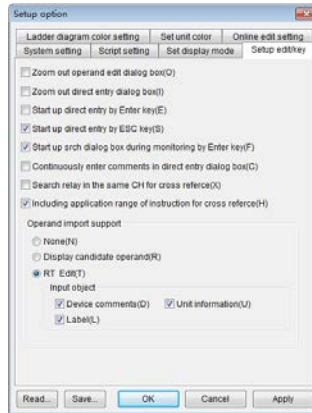 Setup option
Ladder diagram color setting Set unit color Online edit setting
System setting Script setting Set display mode Setup edit/key
Zoom out operand edit dialog box(O)
Zoom out direct entry dialog box(I)
Start up direct entry by Enter key(E)
Start up direct entry by ESC key(S)
Start up srch dialog box during monitoring by Enter key(F)
Continuously enter comments in direct entry dialog box(C)
Search relay in the same CH for cross referce(X)
Including application range of instruction for cross referce(H)
Operand import support
None(N)
Display candidate operand(R)
RT Edit(T)
Input object
Device comments(D) Unit information(U)
Label(L)
Read... Save... OK Cancel Apply